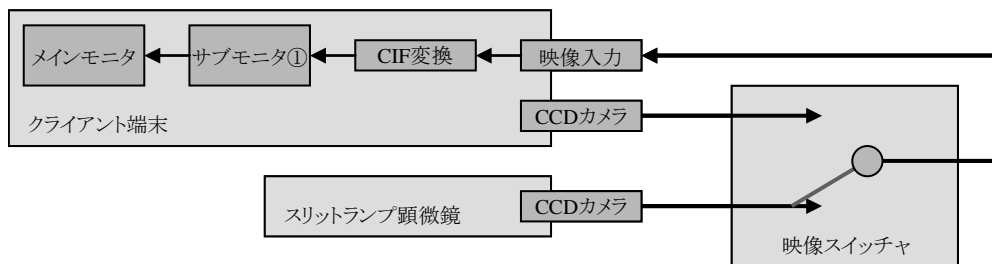 メインモニタ
サブモニタ①
CIF変換
映像入力
クライアント端末
CCDカメラ
スリットランプ顕微鏡
CCDカメラ
映像スイッチャ